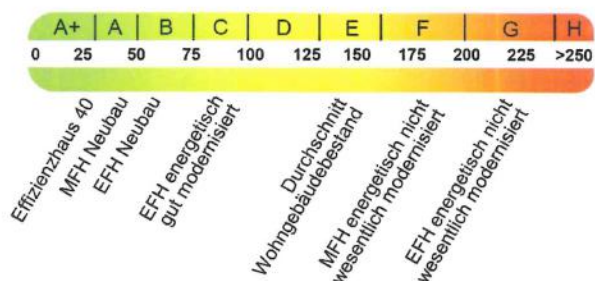 A+ A B C D E F G H
0 25 50 75 100 125 150 175 200 225 >250
Effizienzhaus 40
MFH Neubau
EFH Neubau
EFH energetisch
gut modernisiert
Durchschnitt
Wohngebäudebestand
MFH energetisch nicht
wesentlich modernisiert
EFH energetisch nicht
wesentlich modernisiert